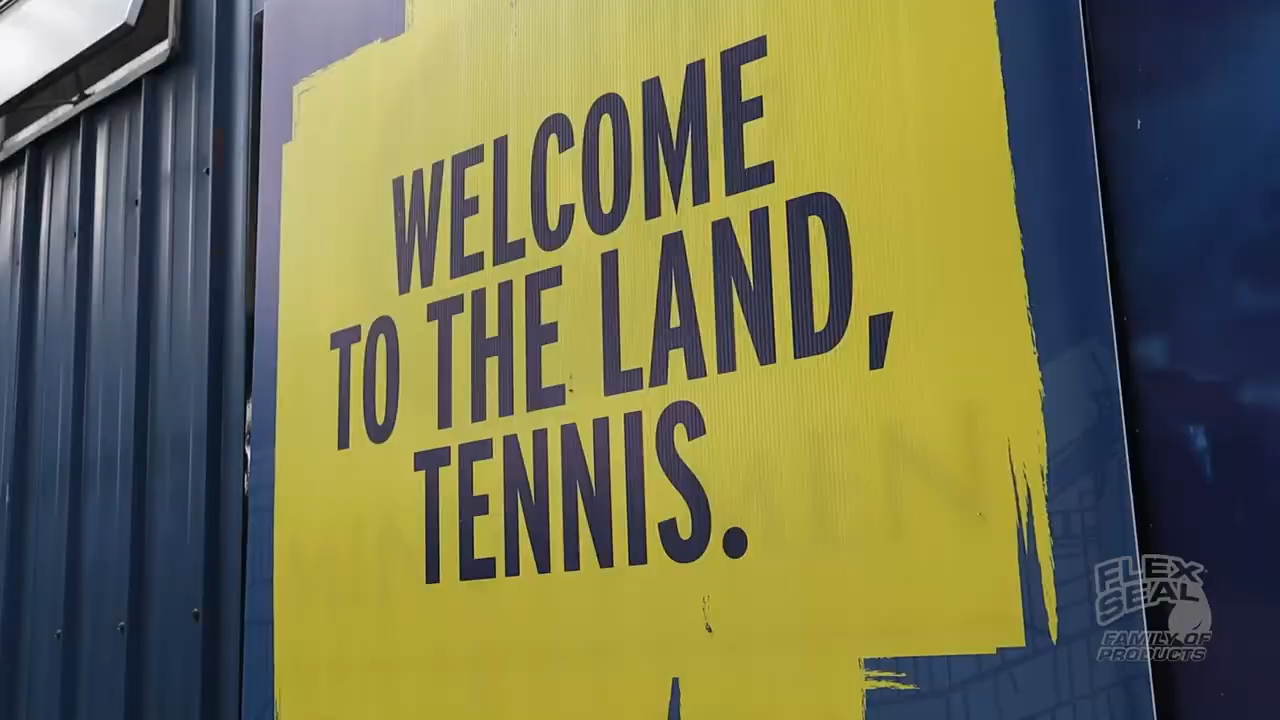 WELCOME
TO THE LAND,
TENNIS.
FLEX
SEAL
FAMILY OF
PRODUCTS